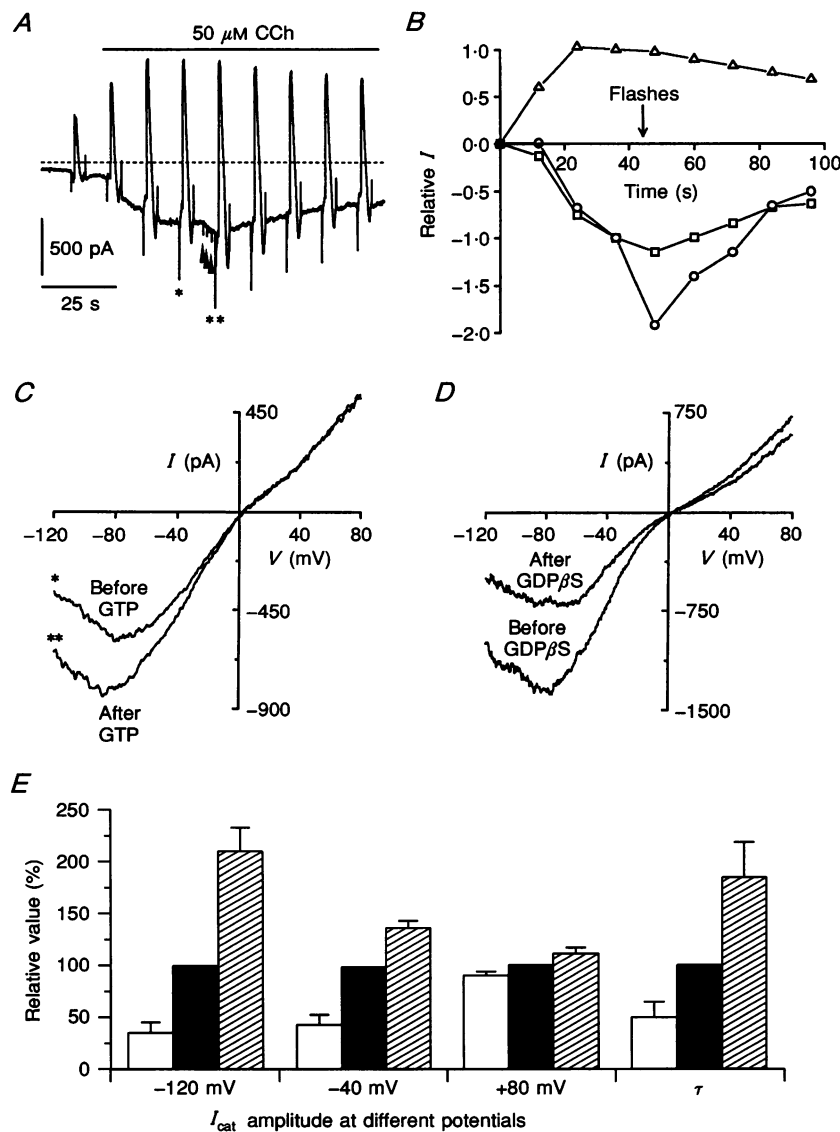 A
50 μM CCh
500 pA
25 s
*
**
B
Relative I
1·0
0·5
0·0
−0·5
−1·0
−1·5
−2·0
20
40
60
80
100
Time (s)
Flashes
C
450
I (pA)
−120
−80
−40
0
40
80
V (mV)
*
Before
GTP
−450
**
After
GTP
−900
D
750
I (pA)
−120
−80
−40
0
40
80
V (mV)
After
GDPβS
−750
Before
GDPβS
−1500
E
Relative value (%)
250
200
150
100
50
0
−120 mV
−40 mV
+80 mV
τ
Icat amplitude at different potentials